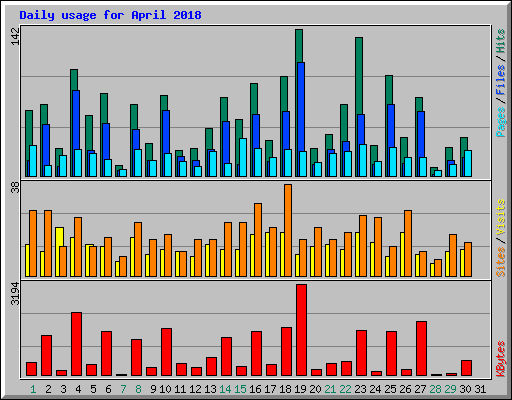 Daily usage for April 2018
142
Pages / Files / Hits
38
Sites / Visits
3194
KBytes
1 2 3 4 5 6 7 8 9 10 11 12 13 14 15 16 17 18 19 20 21 22 23 24 25 26 27 28 29 30 31